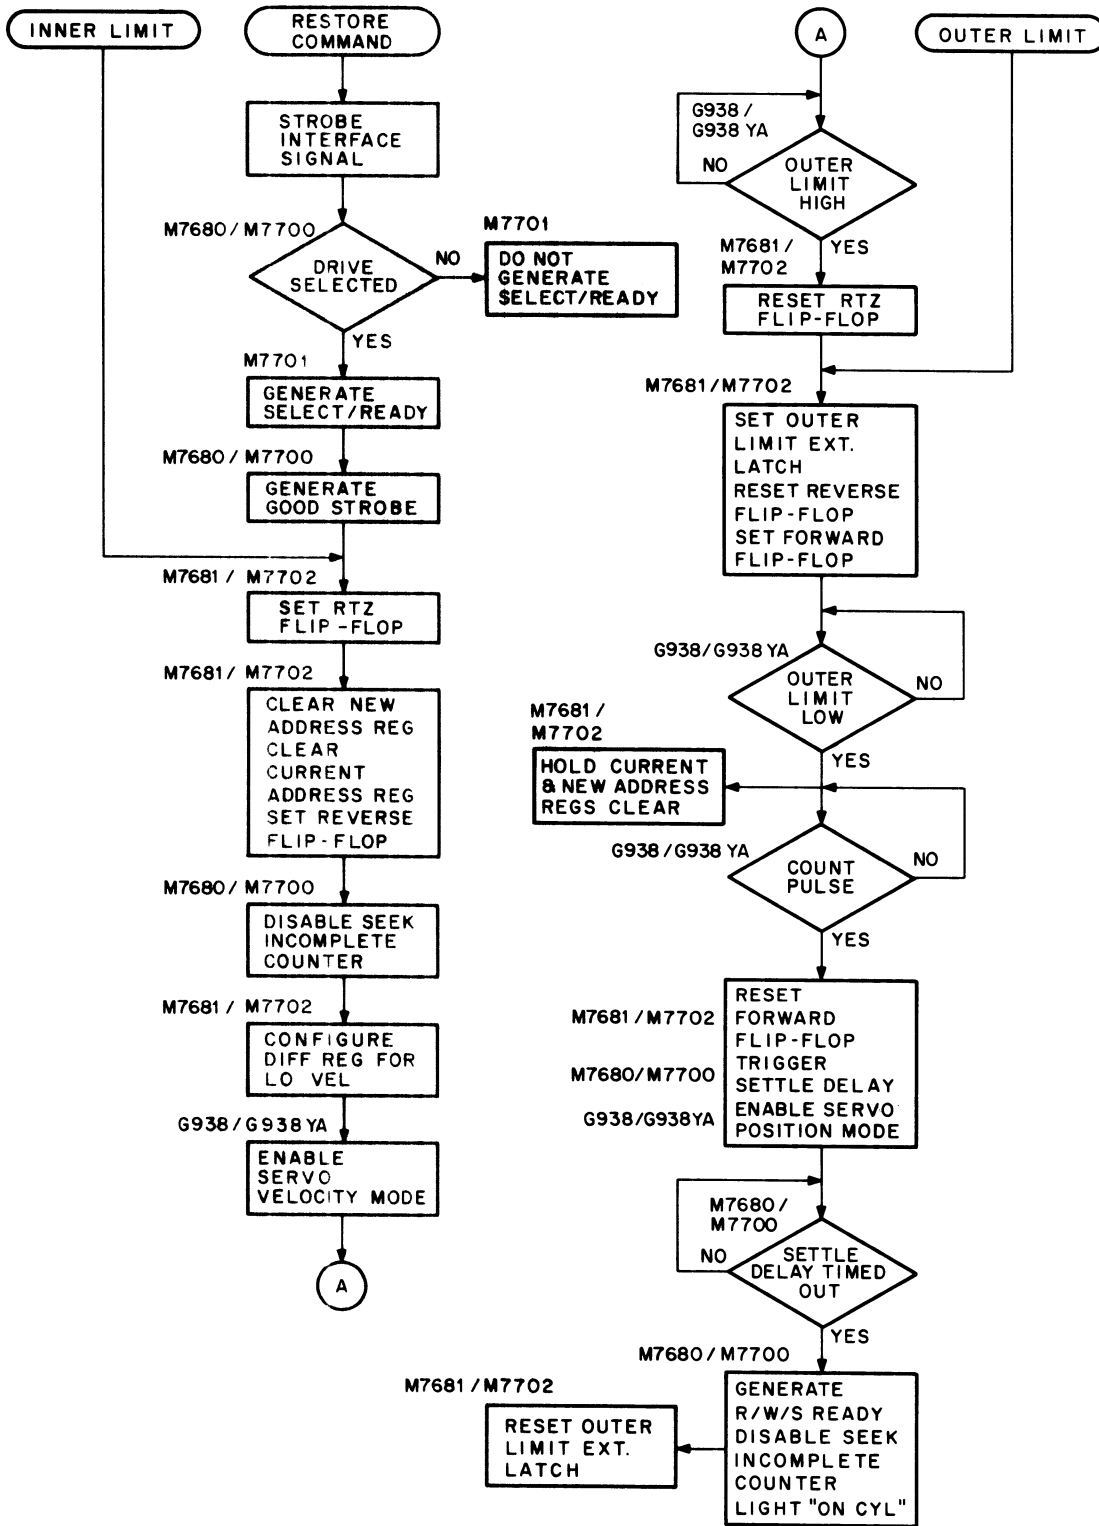 INNER LIMIT
RESTORE
COMMAND
STROBE
INTERFACE
SIGNAL
M7680/M7700
DRIVE
SELECTED
NO
M7701
DO NOT
GENERATE
SELECT/READY
YES
M7701
GENERATE
SELECT/READY
M7680/M7700
GENERATE
GOOD STROBE
M7681 / M7702
SET RTZ
FLIP-FLOP
M7681/ M7702
CLEAR NEW
ADDRESS REG
CLEAR
CURRENT
ADDRESS REG
SET REVERSE
FLIP-FLOP
M7680/M7700
DISABLE SEEK
INCOMPLETE
COUNTER
M7681 / M7702
CONFIGURE
DIFF REG FOR
LO VEL
G938/G938YA
ENABLE
SERVO
VELOCITY MODE
A
A
OUTER LIMIT
G938/
G938YA
NO
OUTER
LIMIT
HIGH
YES
M7681/
M7702
RESET RTZ
FLIP-FLOP
M7681/M7702
SET OUTER
LIMIT EXT.
LATCH
RESET REVERSE
FLIP-FLOP
SET FORWARD
FLIP-FLOP
G938/G938YA
OUTER
LIMIT
LOW
NO
YES
M7681/
M7702
HOLD CURRENT
& NEW ADDRESS
REGS CLEAR
G938/G938YA
COUNT
PULSE
NO
YES
M7681/M7702
M7680/M7700
G938/G938YA
RESET
FORWARD
FLIP-FLOP
TRIGGER
SETTLE DELAY
ENABLE SERVO
POSITION MODE
M7680/
M7700
NO
SETTLE
DELAY TIMED
OUT
YES
M7680/M7700
GENERATE
R/W/S READY
DISABLE SEEK
INCOMPLETE
COUNTER
LIGHT "ON CYL"
M7681/M7702
RESET OUTER
LIMIT EXT.
LATCH